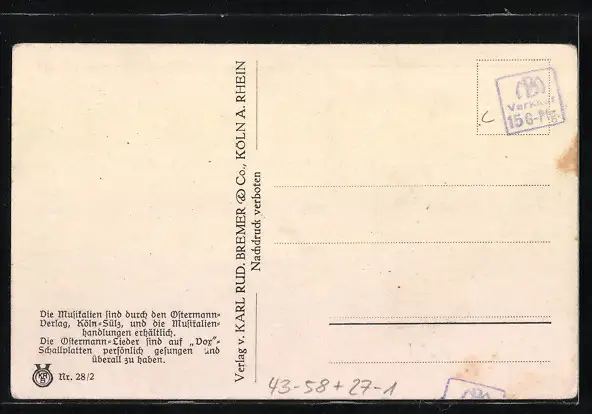 Die Musikalien sind durch den Ostermann-
Verlag, Köln-Sülz, und die Musikalien-
handlungen erhältlich.
Die Ostermann-Lieder sind auf „Vox"-
Schallplatten persönlich gesungen und
überall zu haben.
Nr. 28/2
Verlag v. KARL RUD. BREMER & Co., KÖLN A. RHEIN
Nachdruck verboten
15 G-Pf.
43-58+27-1